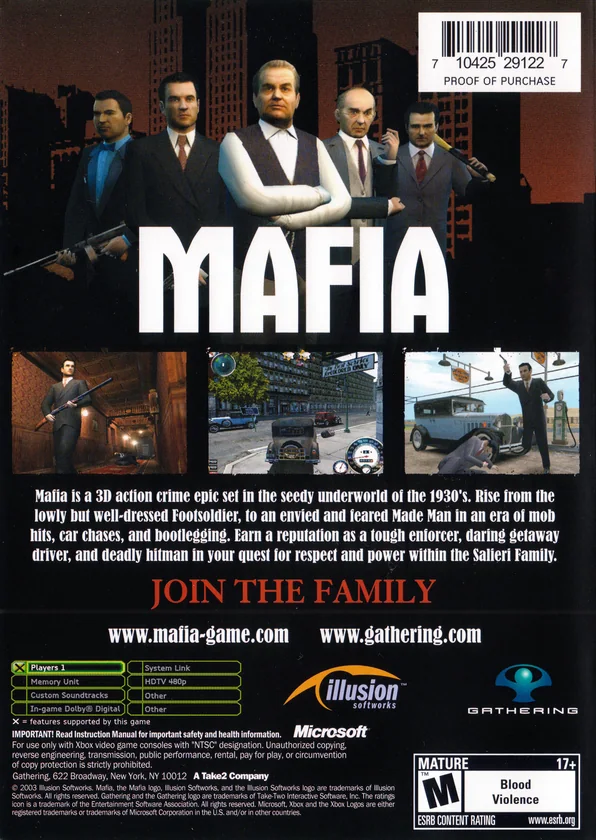 7 10425 29122 7
PROOF OF PURCHASE
MAFIA
Mafia is a 3D action crime epic set in the seedy underworld of the 1930's. Rise from the
lowly but well-dressed Footsoldier, to an envied and feared Made Man in an era of mob
hits, car chases, and bootlegging. Earn a reputation as a tough enforcer, daring getaway
driver, and deadly hitman in your quest for respect and power within the Salieri Family.
JOIN THE FAMILY
www.mafia-game.com www.gathering.com
X Players 1
System Link
Memory Unit
HDTV 480p
Custom Soundtracks
Other
In-game Dolby® Digital
Other
X = features supported by this game
illusion™
softworks
GATHERING
IMPORTANT! Read Instruction Manual for important safety and health information.
For use only with Xbox video game consoles with "NTSC" designation. Unauthorized copying,
reverse engineering, transmission, public performance, rental, pay for play, or circumvention
of copy protection is strictly prohibited.
Microsoft®
Gathering, 622 Broadway, New York, NY 10012 A Take2 Company
© 2003 Illusion Softworks. Mafia, the Mafia logo, Illusion Softworks, and the Illusion Softworks logo are trademarks of Illusion
Softworks. All rights reserved. Gathering and the Gathering logo are trademarks of Take-Two Interactive Software, Inc. The ratings
icon is a trademark of the Entertainment Software Association. All rights reserved. Microsoft, Xbox and the Xbox Logos are either
registered trademarks or trademarks of Microsoft Corporation in the U.S. and/or in other countries.
MATURE 17+
M™
Blood
Violence
ESRB CONTENT RATING www.esrb.org